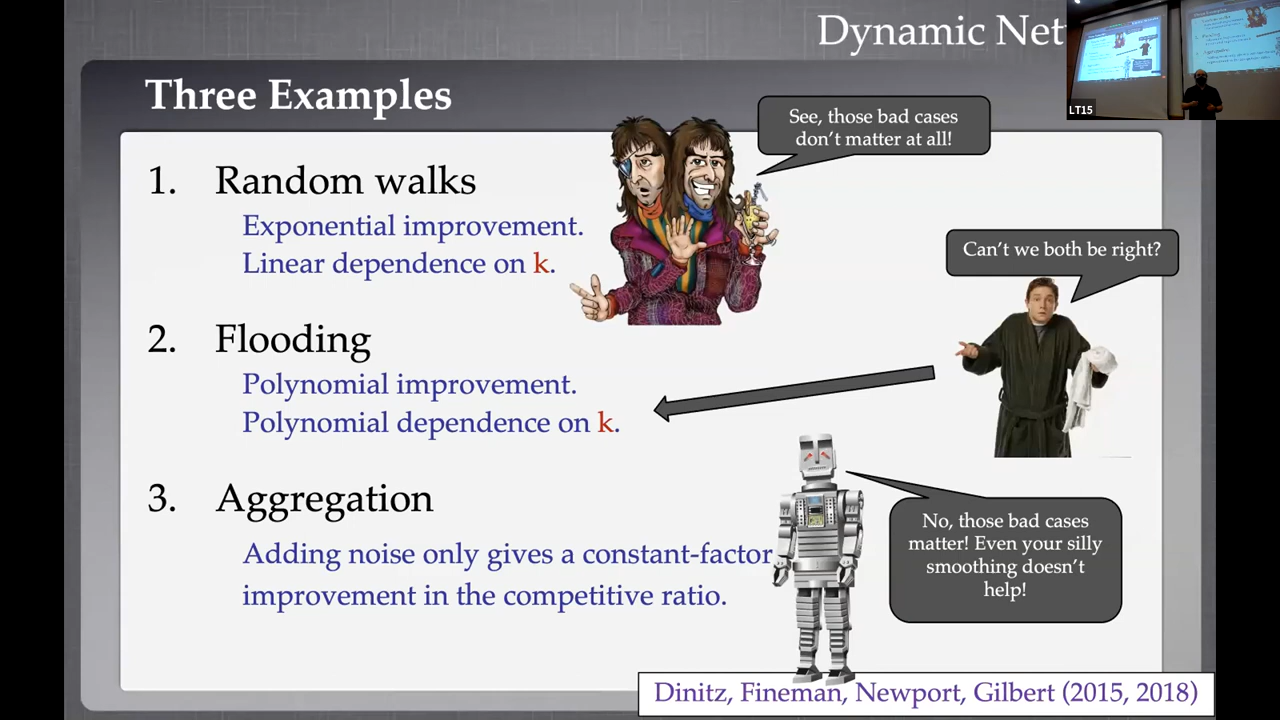 Dynamic Net
Three Examples
See, those bad cases
don't matter at all!
LT15
1. Random walks
Exponential improvement.
Linear dependence on k.
Can't we both be right?
2. Flooding
Polynomial improvement.
Polynomial dependence on k.
3. Aggregation
Adding noise only gives a constant-factor
improvement in the competitive ratio.
No, those bad cases
matter! Even your silly
smoothing doesn't
help!
Dinitz, Fineman, Newport, Gilbert (2015, 2018)